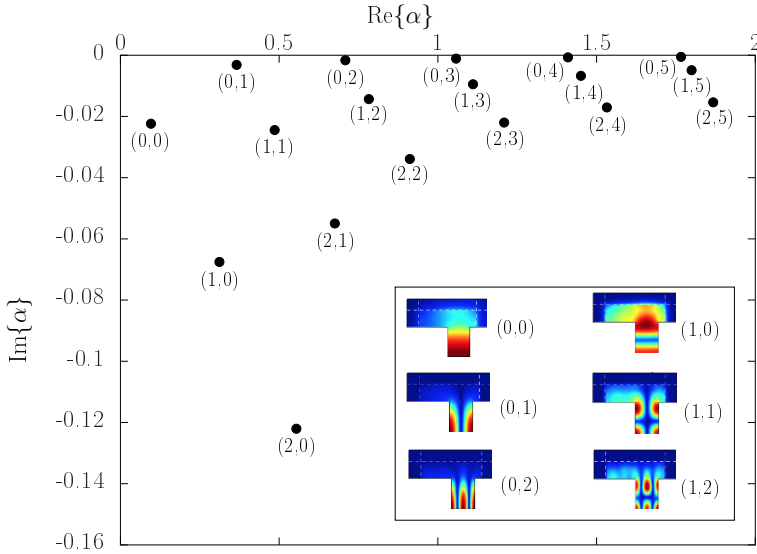 Re{α}
0 0.5 1 1.5 2
0
(0,1) (0,2) (0,3) (0,4) (0,5)
(1,2) (1,3) (1,4) (1,5)
-0.02
(0,0) (1,1) (2,3) (2,4) (2,5)
-0.04
(2,2)
-0.06
(2,1)
(1,0)
-0.08
Im{α}
-0.1
-0.12
(2,0)
-0.14
-0.16
(0,0) (1,0)
(0,1) (1,1)
(0,2) (1,2)